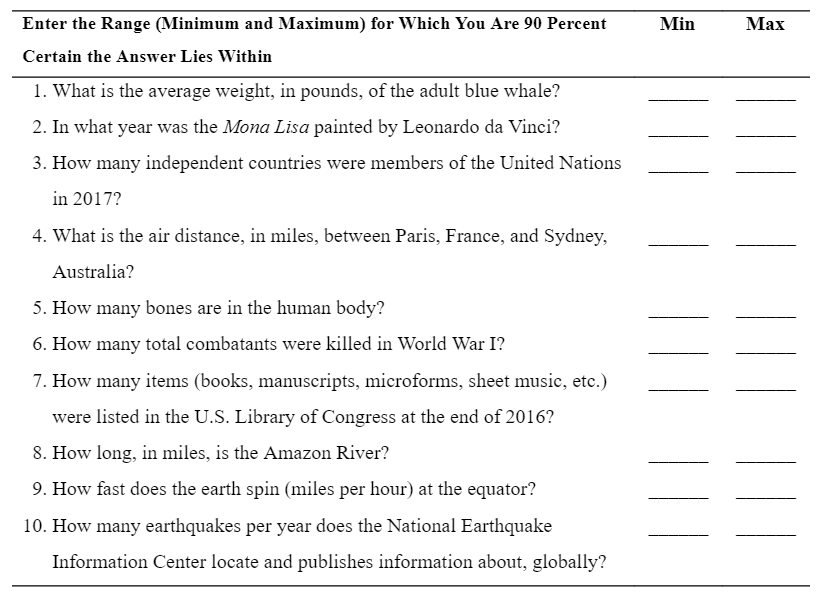 Enter the Range (Minimum and Maximum) for Which You Are 90 Percent Min Max
Certain the Answer Lies Within
1. What is the average weight, in pounds, of the adult blue whale? ______ ______
2. In what year was the Mona Lisa painted by Leonardo da Vinci? ______ ______
3. How many independent countries were members of the United Nations ______ ______
in 2017?
4. What is the air distance, in miles, between Paris, France, and Sydney, ______ ______
Australia?
5. How many bones are in the human body? ______ ______
6. How many total combatants were killed in World War I? ______ ______
7. How many items (books, manuscripts, microforms, sheet music, etc.) ______ ______
were listed in the U.S. Library of Congress at the end of 2016?
8. How long, in miles, is the Amazon River? ______ ______
9. How fast does the earth spin (miles per hour) at the equator? ______ ______
10. How many earthquakes per year does the National Earthquake ______ ______
Information Center locate and publishes information about, globally?